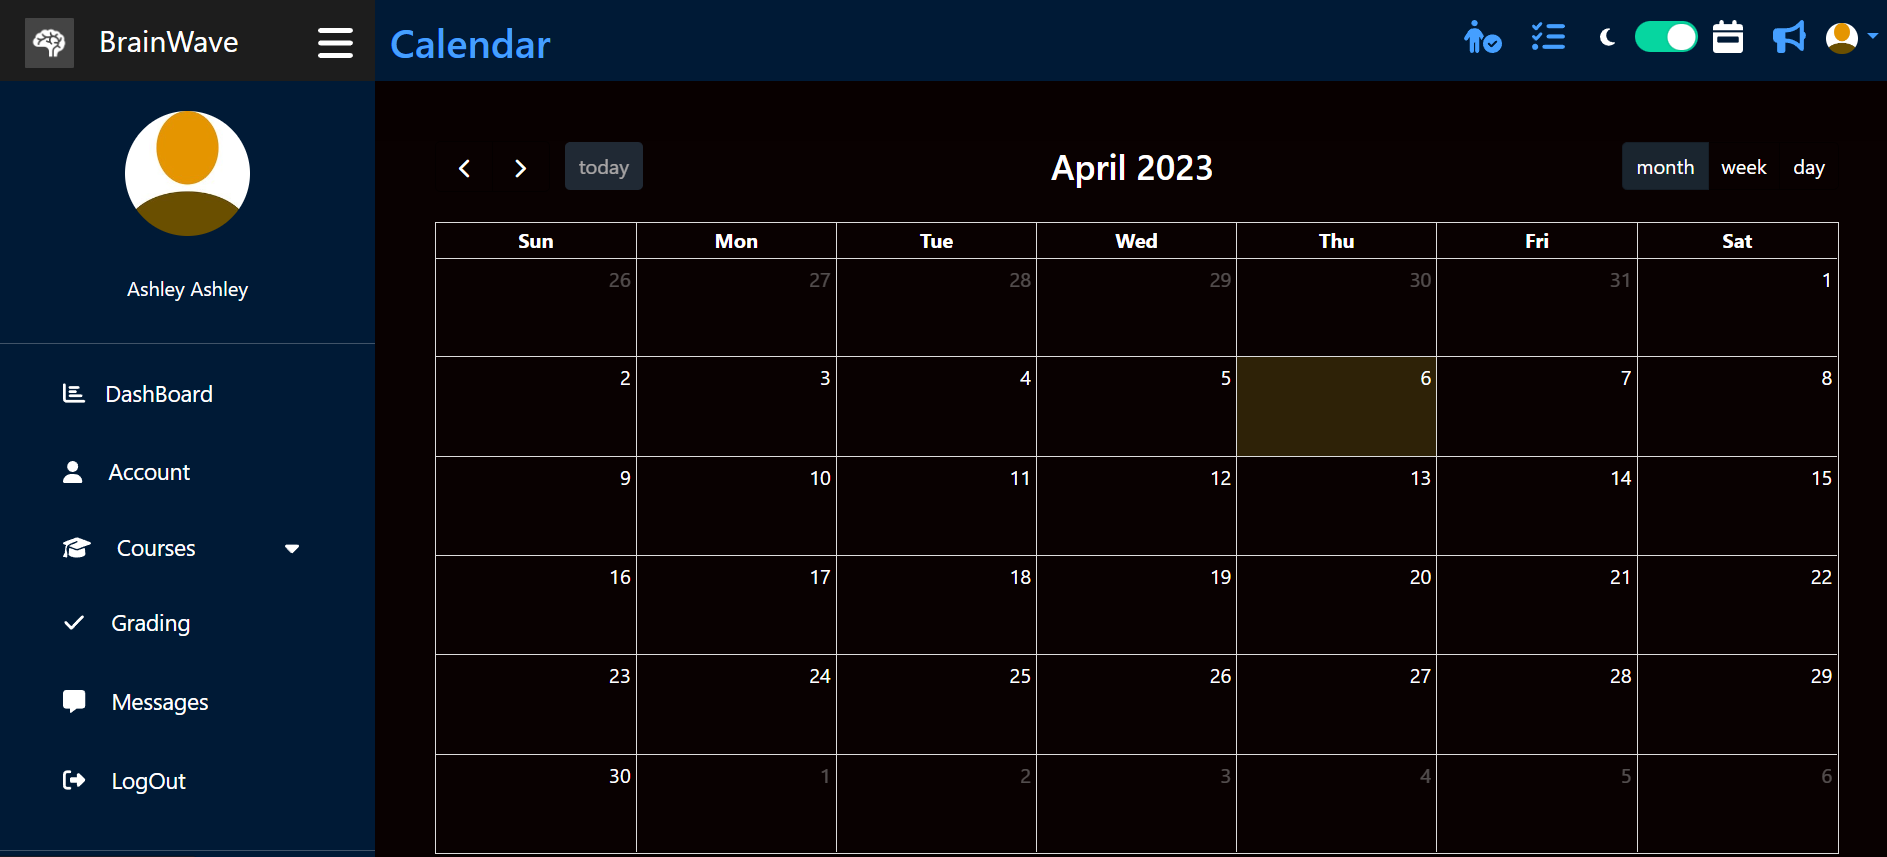 BrainWave
Calendar
Ashley Ashley
DashBoard
Account
Courses
Grading
Messages
LogOut
today
April 2023
month week day
Sun Mon Tue Wed Thu Fri Sat
26 27 28 29 30 31 1
2 3 4 5 6 7 8
9 10 11 12 13 14 15
16 17 18 19 20 21 22
23 24 25 26 27 28 29
30 1 2 3 4 5 6